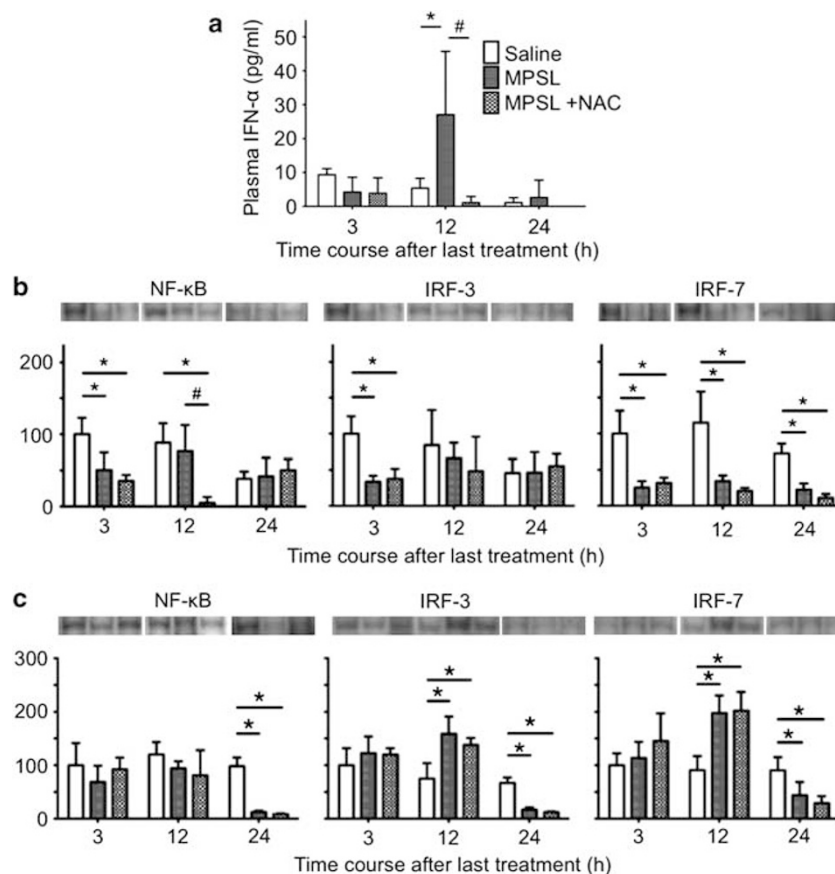 a
Plasma IFN-α (pg/ml)
50
40
30
20
10
0
* #
Saline
MPSL
MPSL +NAC
3 12 24
Time course after last treatment (h)
b
NF-κB IRF-3 IRF-7
200
100
0
* * * #
* *
* * * * * *
3 12 24 3 12 24 3 12 24
Time course after last treatment (h)
c
NF-κB IRF-3 IRF-7
300
200
100
0
* *
* * * *
* * * *
3 12 24 3 12 24 3 12 24
Time course after last treatment (h)